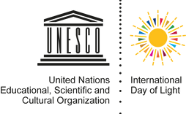 UNESCO
United Nations
Educational, Scientific and
Cultural Organization
International
Day of Light